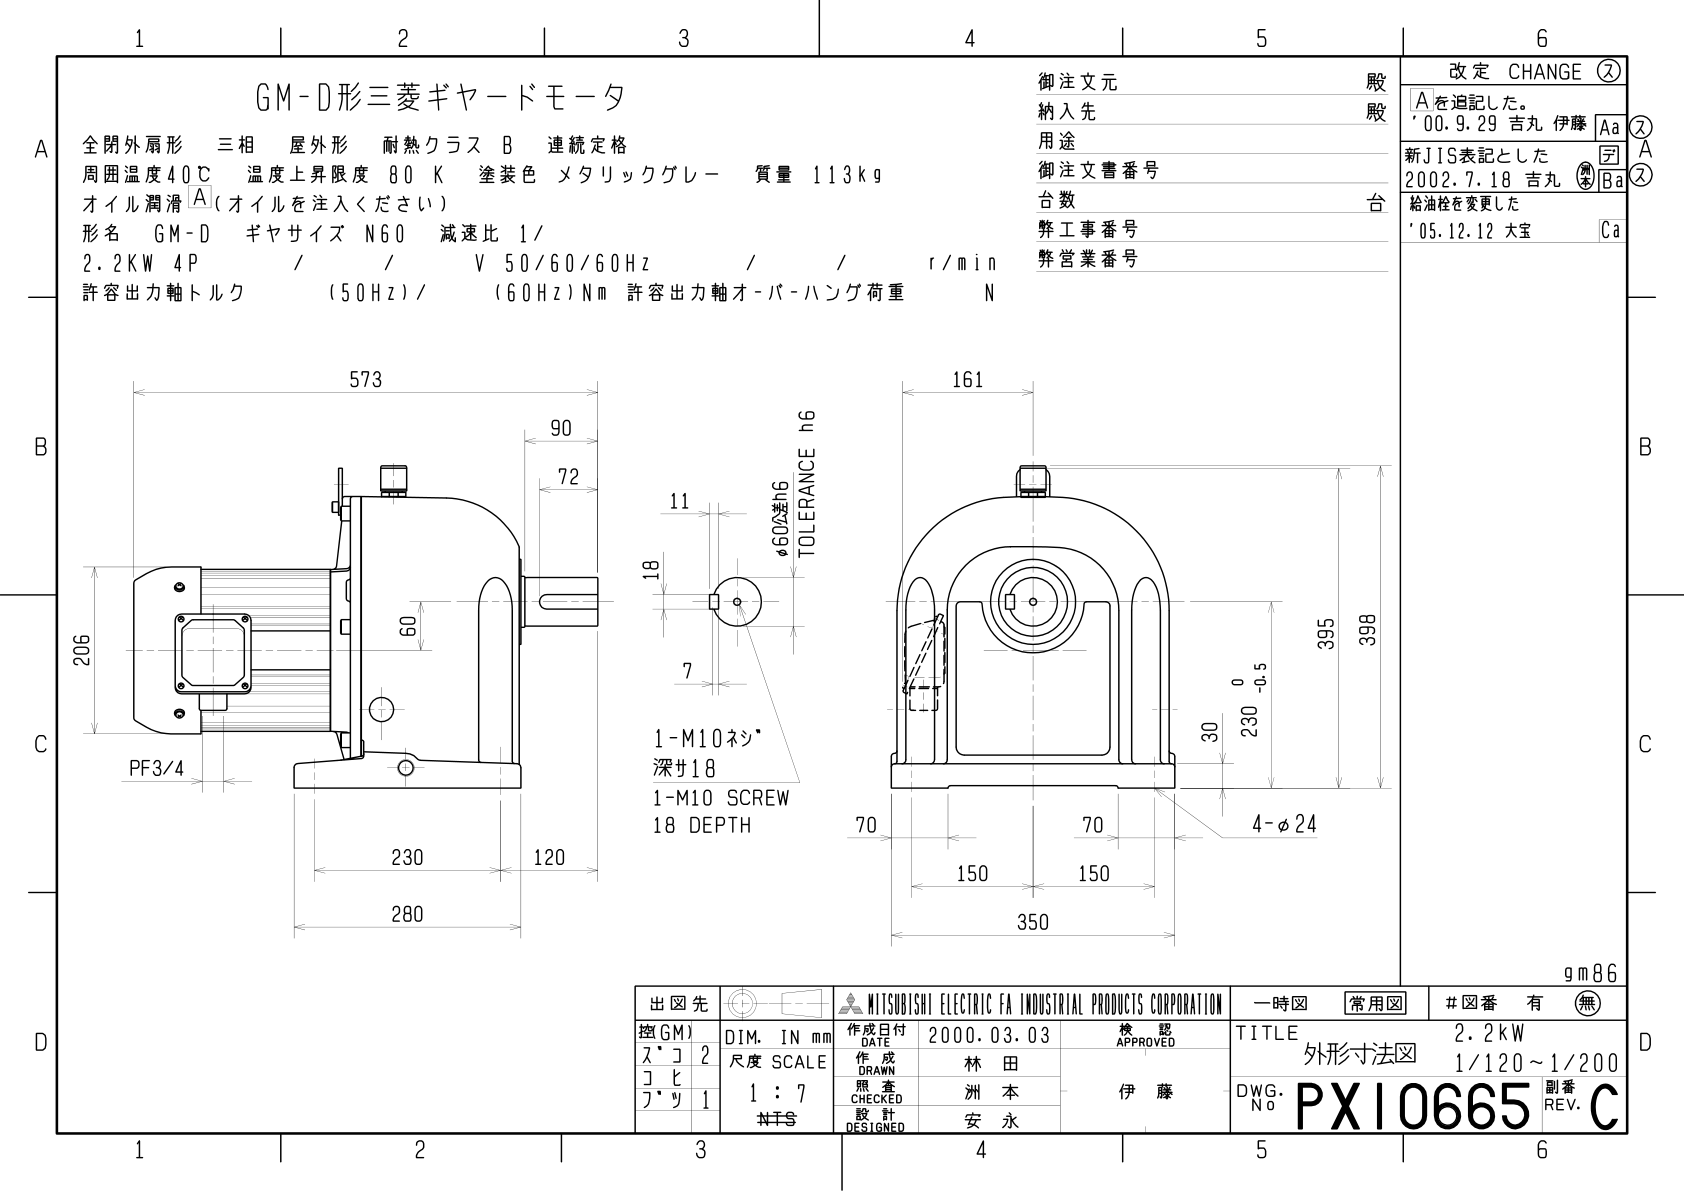 1 2 3 4 5 6
GM-D形三菱ギヤードモータ
全閉外扇形 三相 屋外形 耐熱クラス B 連続定格
周囲温度40℃ 温度上昇限度 80 K 塗装色 メタリックグレー 質量 113kg
オイル潤滑 A (オイルを注入ください)
形名 GM-D ギヤサイズ N60 減速比 1/
2.2KW 4P / / V 50/60/60Hz / / r/min
許容出力軸トルク (50Hz)/ (60Hz)Nm 許容出力軸オ-バ-ハング荷重 N
御注文元 殿
納入先 殿
用途
御注文書番号
台数 台
弊工事番号
弊営業番号
改定 CHANGE ス
A を追記した。
'00.9.29 吉丸 伊藤 Aa ス
新JIS表記とした デ
2002.7.18 吉丸 洲本 Ba ス
給油栓を変更した
'05.12.12 大宝 Ca
A A
B B
C C
D D
573
90
72
206
60
PF3/4
230 120
280
11
18
7
φ60公差h6
TOLERANCE h6
1-M10ネジ
深サ18
1-M10 SCREW
18 DEPTH
161
395
398
230 0 -0.5
30
70 70
4-φ24
150 150
350
gm86
出図先
控(GM)
ズコ 2
コヒ
ブツ 1
DIM. IN mm
尺度 SCALE
1 : 7
NTS
MITSUBISHI ELECTRIC FA INDUSTRIAL PRODUCTS CORPORATION
作成日付 DATE 2000.03.03
検認 APPROVED
作成 DRAWN 林田
照査 CHECKED 洲本
伊藤
設計 DESIGNED 安永
一時図 常用図 #図番 有 無
TITLE 外形寸法図
2.2kW
1/120~1/200
DWG. No PX10665
副番 REV. C
1 2 3 4 5 6